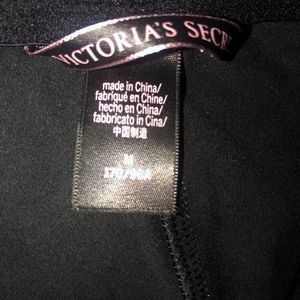 VICTORIA'S SECR
made in China/
fabriqué en Chine/
hecho en China/
fabbricato in Cina/
中国制造
M
170/96A